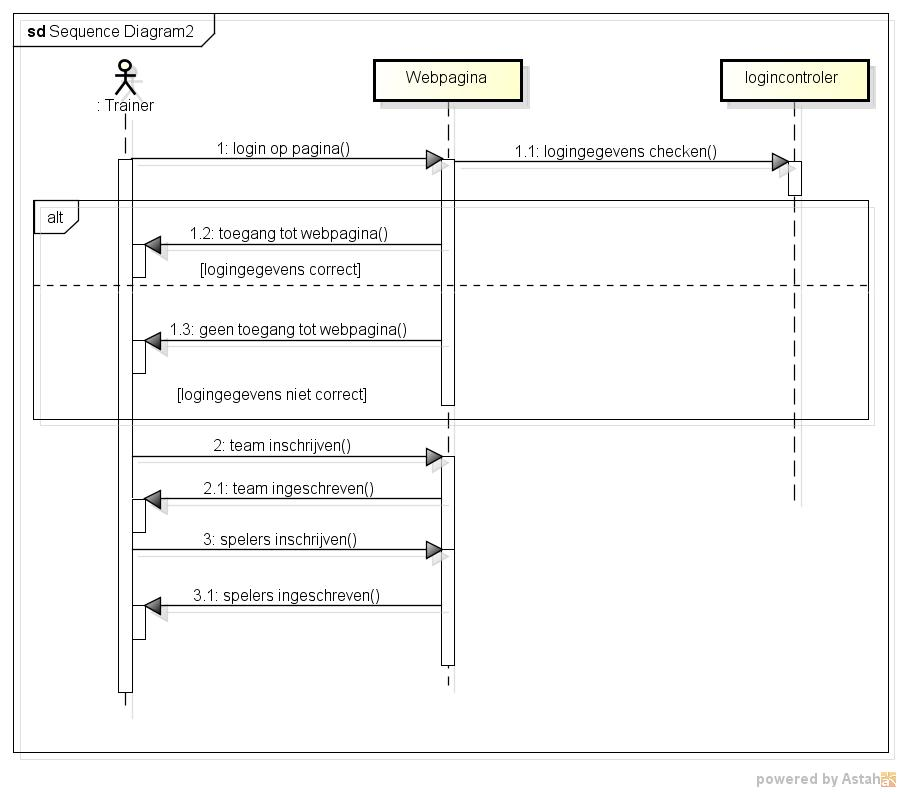 sd Sequence Diagram2
: Trainer
Webpagina
logincontroler
1: login op pagina()
1.1: logingegevens checken()
alt
1.2: toegang tot webpagina()
[logingegevens correct]
1.3: geen toegang tot webpagina()
[logingegevens niet correct]
2: team inschrijven()
2.1: team ingeschreven()
3: spelers inschrijven()
3.1: spelers ingeschreven()
powered by Astah